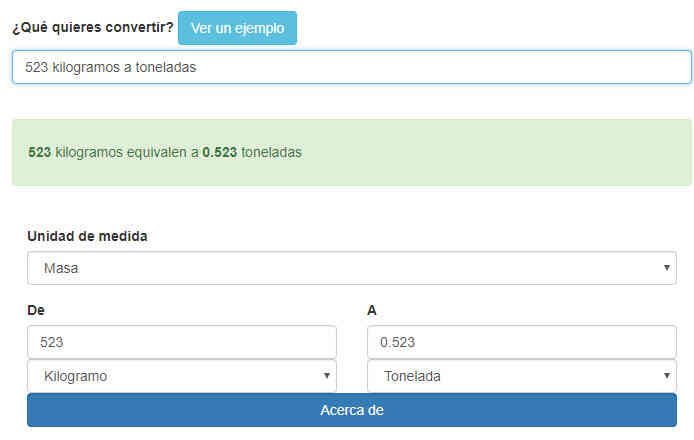 ¿Qué quieres convertir? Ver un ejemplo
523 kilogramos a toneladas
523 kilogramos equivalen a 0.523 toneladas
Unidad de medida
Masa
De A
523 0.523
Kilogramo Tonelada
Acerca de